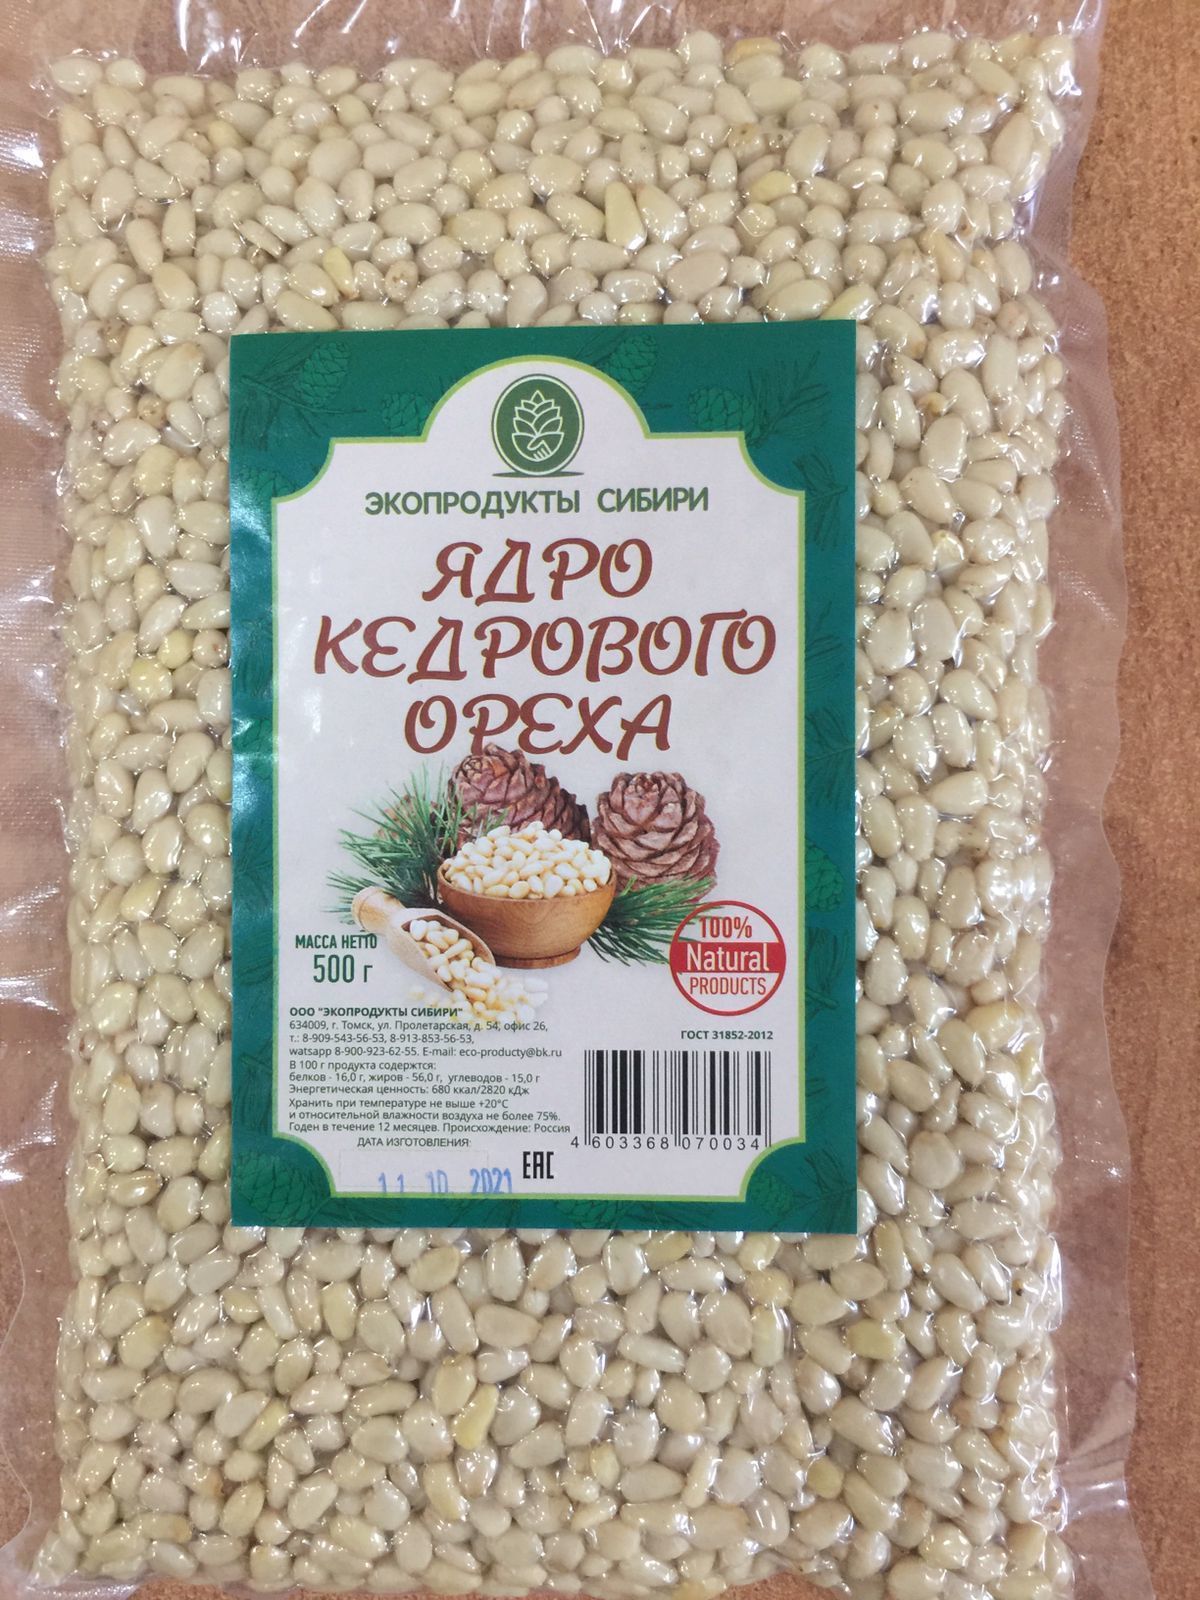 ЭКОПРОДУКТЫ СИБИРИ
ЯДРО
КЕДРОВОГО
ОРЕХА
МАССА НЕТТО
500 г
100%
Natural
PRODUCTS
ООО "ЭКОПРОДУКТЫ СИБИРИ"
634009, г. Томск, ул. Пролетарская, д. 54, офис 26,
т.: 8-909-543-56-53, 8-913-853-56-53,
watsapp 8-900-923-62-55. E-mail: eco-producty@bk.ru
В 100 г продукта содержтся:
белков - 16,0 г, жиров - 56,0 г, углеводов - 15,0 г
Энергетическая ценность: 680 ккал/2820 кДж
Хранить при температуре не выше +20°С
и относительной влажности воздуха не более 75%.
Годен в течение 12 месяцев. Происхождение: Россия
ДАТА ИЗГОТОВЛЕНИЯ:
11 10. 2021
ЕАС
ГОСТ 31852-2012
4 603368 070034